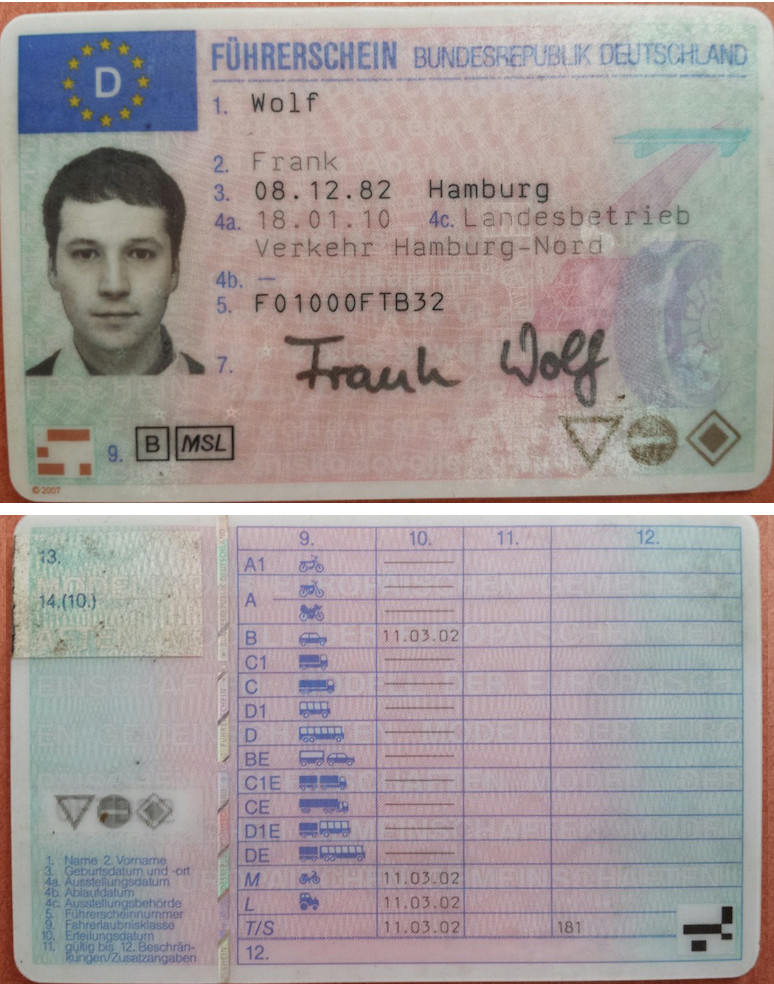 D
FÜHRERSCHEIN BUNDESREPUBLIK DEUTSCHLAND
1. Wolf
2. Frank
3. 08.12.82 Hamburg
4a. 18.01.10 4c. Landesbetrieb
Verkehr Hamburg-Nord
4b. —
5. F01000FTB32
7. Frank Wolf
9. B MSL
© 2007
13.
14.(10.)
9. 10. 11. 12.
A1
A
B 11.03.02
C1
C
D1
D
BE
C1E
CE
D1E
DE
M 11.03.02
L 11.03.02
T/S 11.03.02 181
12.
1. Name 2. Vorname
3. Geburtsdatum und -ort
4a. Ausstellungsdatum
4b. Ablaufdatum
4c. Ausstellungsbehörde
5. Führerscheinnummer
9. Fahrerlaubnisklasse
10. Erteilungsdatum
11. gültig bis 12. Beschrän-
kungen/Zusatzangaben